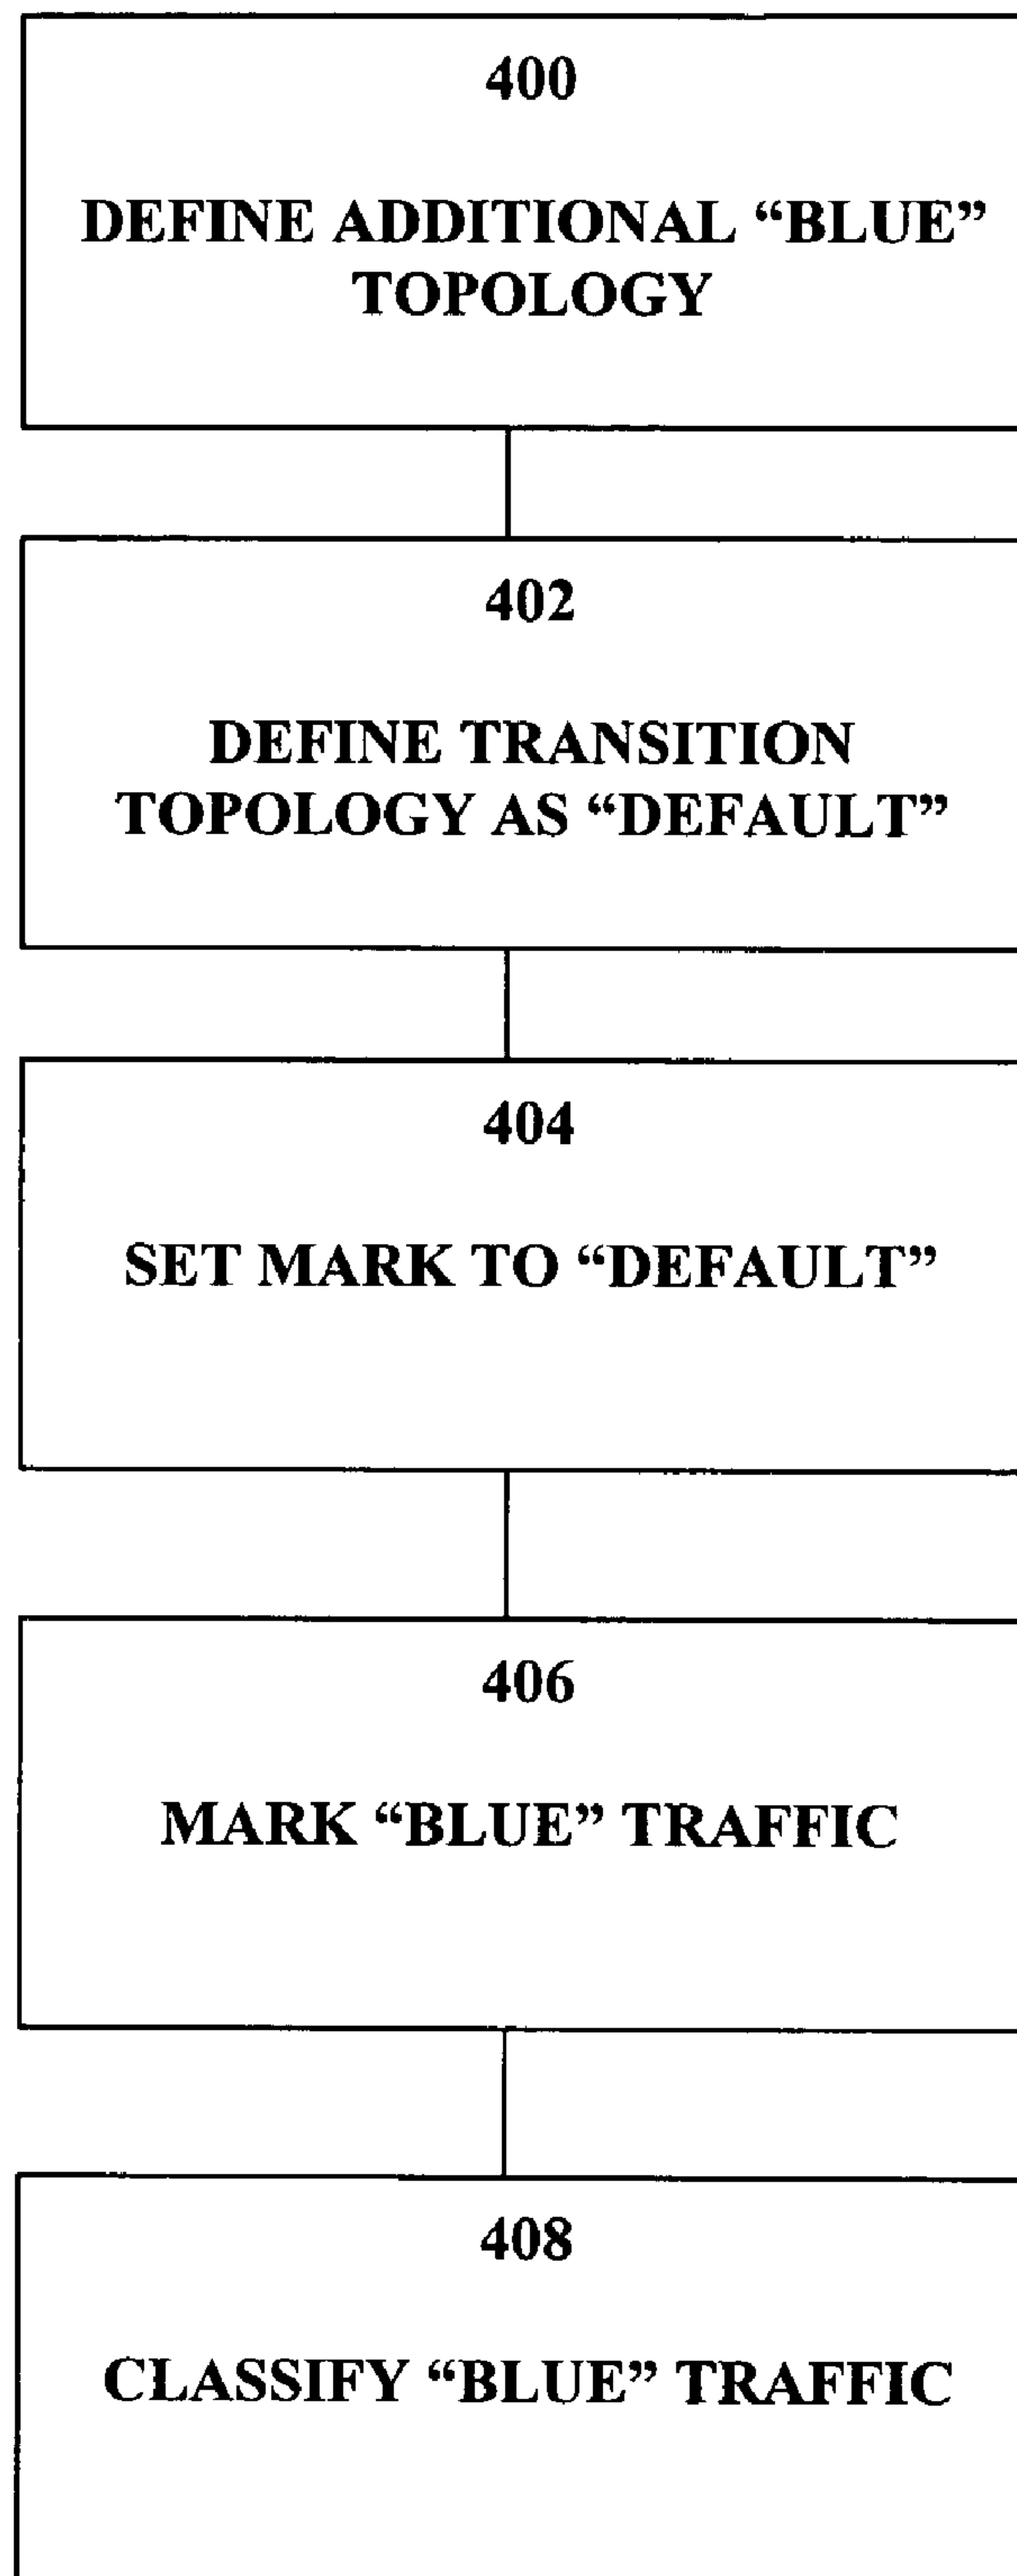 400
DEFINE ADDITIONAL “BLUE”
TOPOLOGY
402
DEFINE TRANSITION
TOPOLOGY AS “DEFAULT”
404
SET MARK TO “DEFAULT”
406
MARK “BLUE” TRAFFIC
408
CLASSIFY “BLUE” TRAFFIC